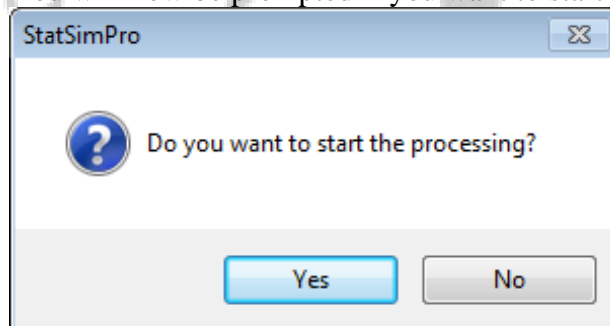 StatSimPro
Do you want to start the processing?
Yes
No